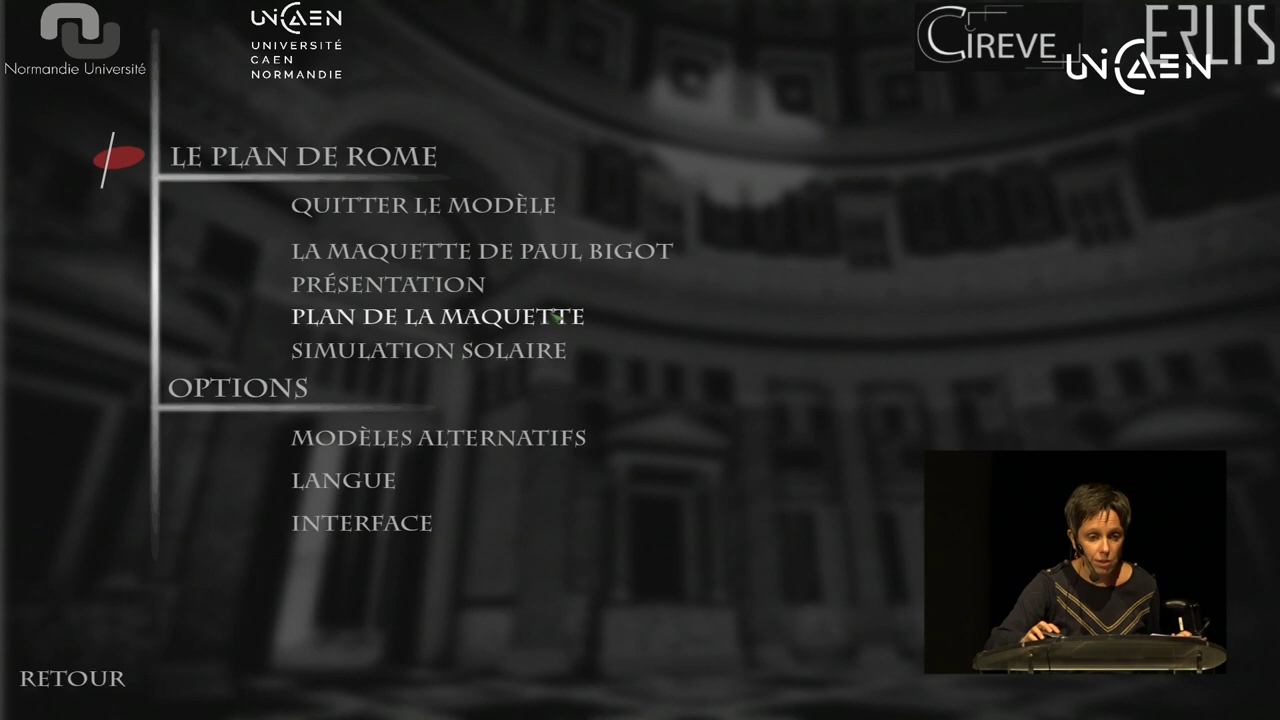 Normandie Université
UNICAEN
UNIVERSITÉ
CAEN
NORMANDIE
CIREVE
ERLIS
UNICAEN
LE PLAN DE ROME
QUITTER LE MODÈLE
LA MAQUETTE DE PAUL BIGOT
PRÉSENTATION
PLAN DE LA MAQUETTE
SIMULATION SOLAIRE
OPTIONS
MODÈLES ALTERNATIFS
LANGUE
INTERFACE
RETOUR